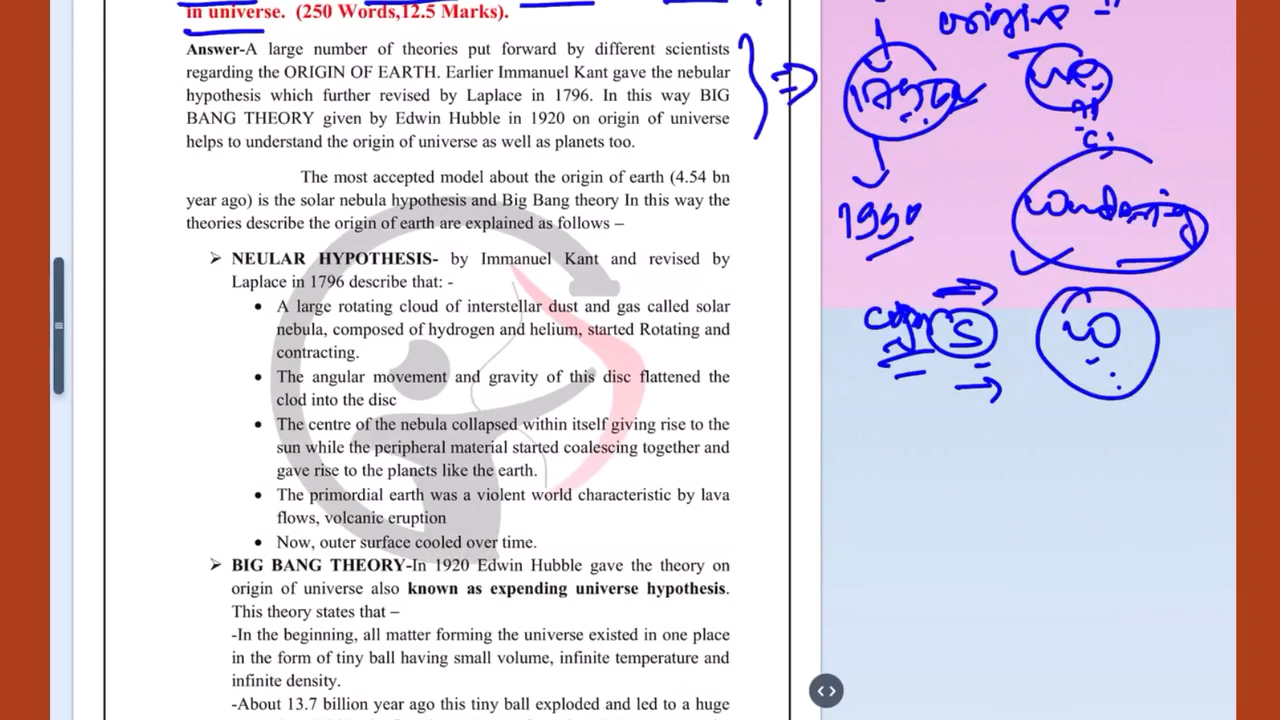 in universe. (250 Words,12.5 Marks).
Answer-A large number of theories put forward by different scientists
regarding the ORIGIN OF EARTH. Earlier Immanuel Kant gave the nebular
hypothesis which further revised by Laplace in 1796. In this way BIG
BANG THEORY given by Edwin Hubble in 1920 on origin of universe
helps to understand the origin of universe as well as planets too.
The most accepted model about the origin of earth (4.54 bn
year ago) is the solar nebula hypothesis and Big Bang theory In this way the
theories describe the origin of earth are explained as follows –
➢ NEULAR HYPOTHESIS- by Immanuel Kant and revised by
Laplace in 1796 describe that: -
• A large rotating cloud of interstellar dust and gas called solar
nebula, composed of hydrogen and helium, started Rotating and
contracting.
• The angular movement and gravity of this disc flattened the
clod into the disc
• The centre of the nebula collapsed within itself giving rise to the
sun while the peripheral material started coalescing together and
gave rise to the planets like the earth.
• The primordial earth was a violent world characteristic by lava
flows, volcanic eruption
• Now, outer surface cooled over time.
➢ BIG BANG THEORY-In 1920 Edwin Hubble gave the theory on
origin of universe also known as expending universe hypothesis.
This theory states that –
-In the beginning, all matter forming the universe existed in one place
in the form of tiny ball having small volume, infinite temperature and
infinite density.
-About 13.7 billion year ago this tiny ball exploded and led to a huge
origine
1950
wandering
S